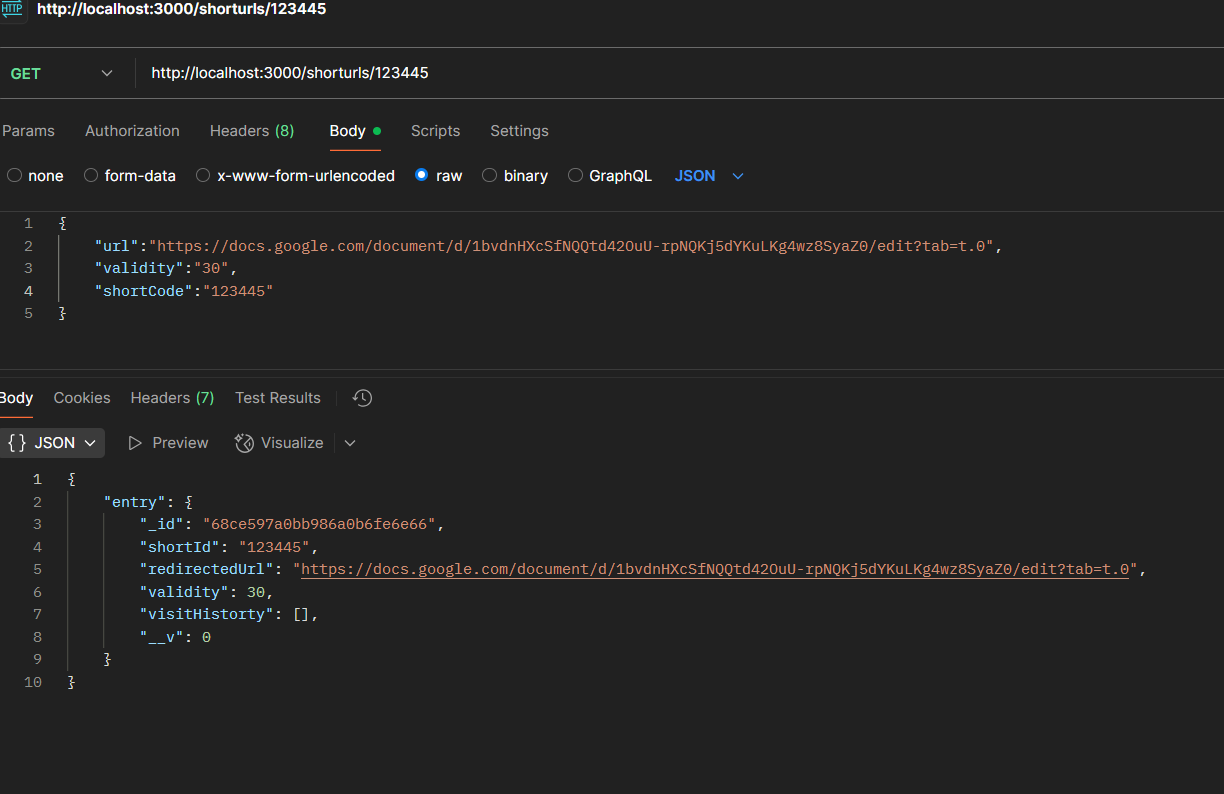 HTTP http://localhost:3000/shorturls/123445
GET http://localhost:3000/shorturls/123445
Params Authorization Headers (8) Body Scripts Settings
none form-data x-www-form-urlencoded raw binary GraphQL JSON
1 {
2 "url":"https://docs.google.com/document/d/1bvdnHXcSfNQQtd42OuU-rpNQKj5dYKuLKg4wz8SyaZ0/edit?tab=t.0",
3 "validity":"30",
4 "shortCode":"123445"
5 }
Body Cookies Headers (7) Test Results
{} JSON Preview Visualize
1 {
2 "entry": {
3 "_id": "68ce597a0bb986a0b6fe6e66",
4 "shortId": "123445",
5 "redirectedUrl": "https://docs.google.com/document/d/1bvdnHXcSfNQQtd42OuU-rpNQKj5dYKuLKg4wz8SyaZ0/edit?tab=t.0",
6 "validity": 30,
7 "visitHistorty": [],
8 "__v": 0
9 }
10 }